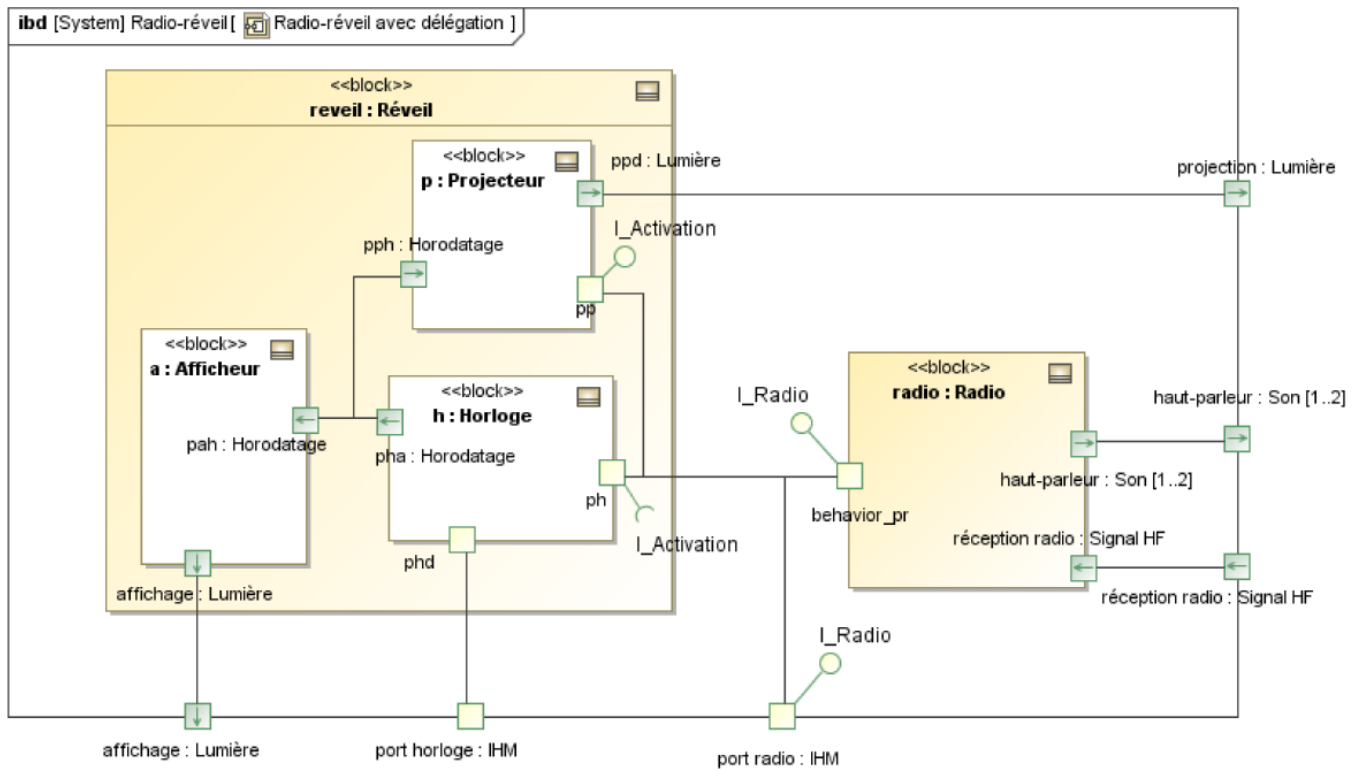 ibd [System] Radio-réveil [ Radio-réveil avec délégation ]
<<block>>
reveil : Réveil
<<block>>
p : Projecteur
ppd : Lumière
projection : Lumière
I_Activation
pph : Horodatage
pp
<<block>>
a : Afficheur
<<block>>
h : Horloge
<<block>>
radio : Radio
I_Radio
haut-parleur : Son [1..2]
pah : Horodatage
pha : Horodatage
haut-parleur : Son [1..2]
ph
behavior_pr
I_Activation
réception radio : Signal HF
phd
affichage : Lumière
réception radio : Signal HF
I_Radio
affichage : Lumière
port horloge : IHM
port radio : IHM